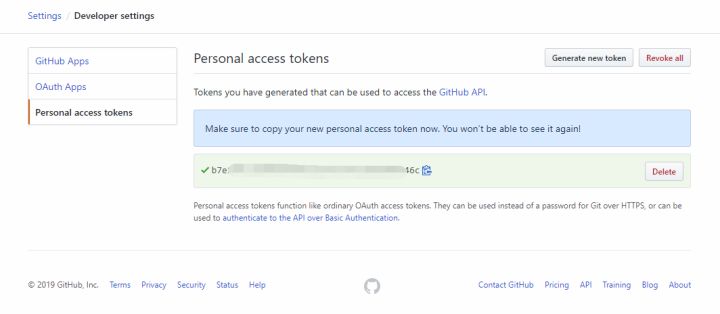 Settings / Developer settings
GitHub Apps
OAuth Apps
Personal access tokens
Personal access tokens
Generate new token
Revoke all
Tokens you have generated that can be used to access the GitHub API.
Make sure to copy your new personal access token now. You won't be able to see it again!
b7e
46c
Delete
Personal access tokens function like ordinary OAuth access tokens. They can be used instead of a password for Git over HTTPS, or can be
used to authenticate to the API over Basic Authentication.
© 2019 GitHub, Inc. Terms Privacy Security Status Help
Contact GitHub Pricing API Training Blog About